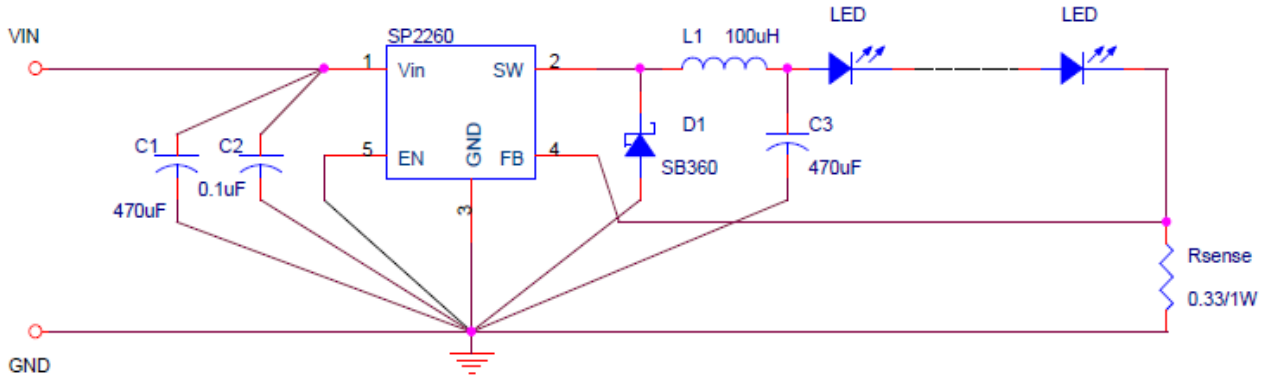 LED
LED
VIN
SP2260
L1 100uH
1
Vin
SW
2
C1
C2
GND
D1
C3
5
EN
FB
4
SB360
470uF
0.1uF
470uF
3
Rsense
0.33/1W
GND